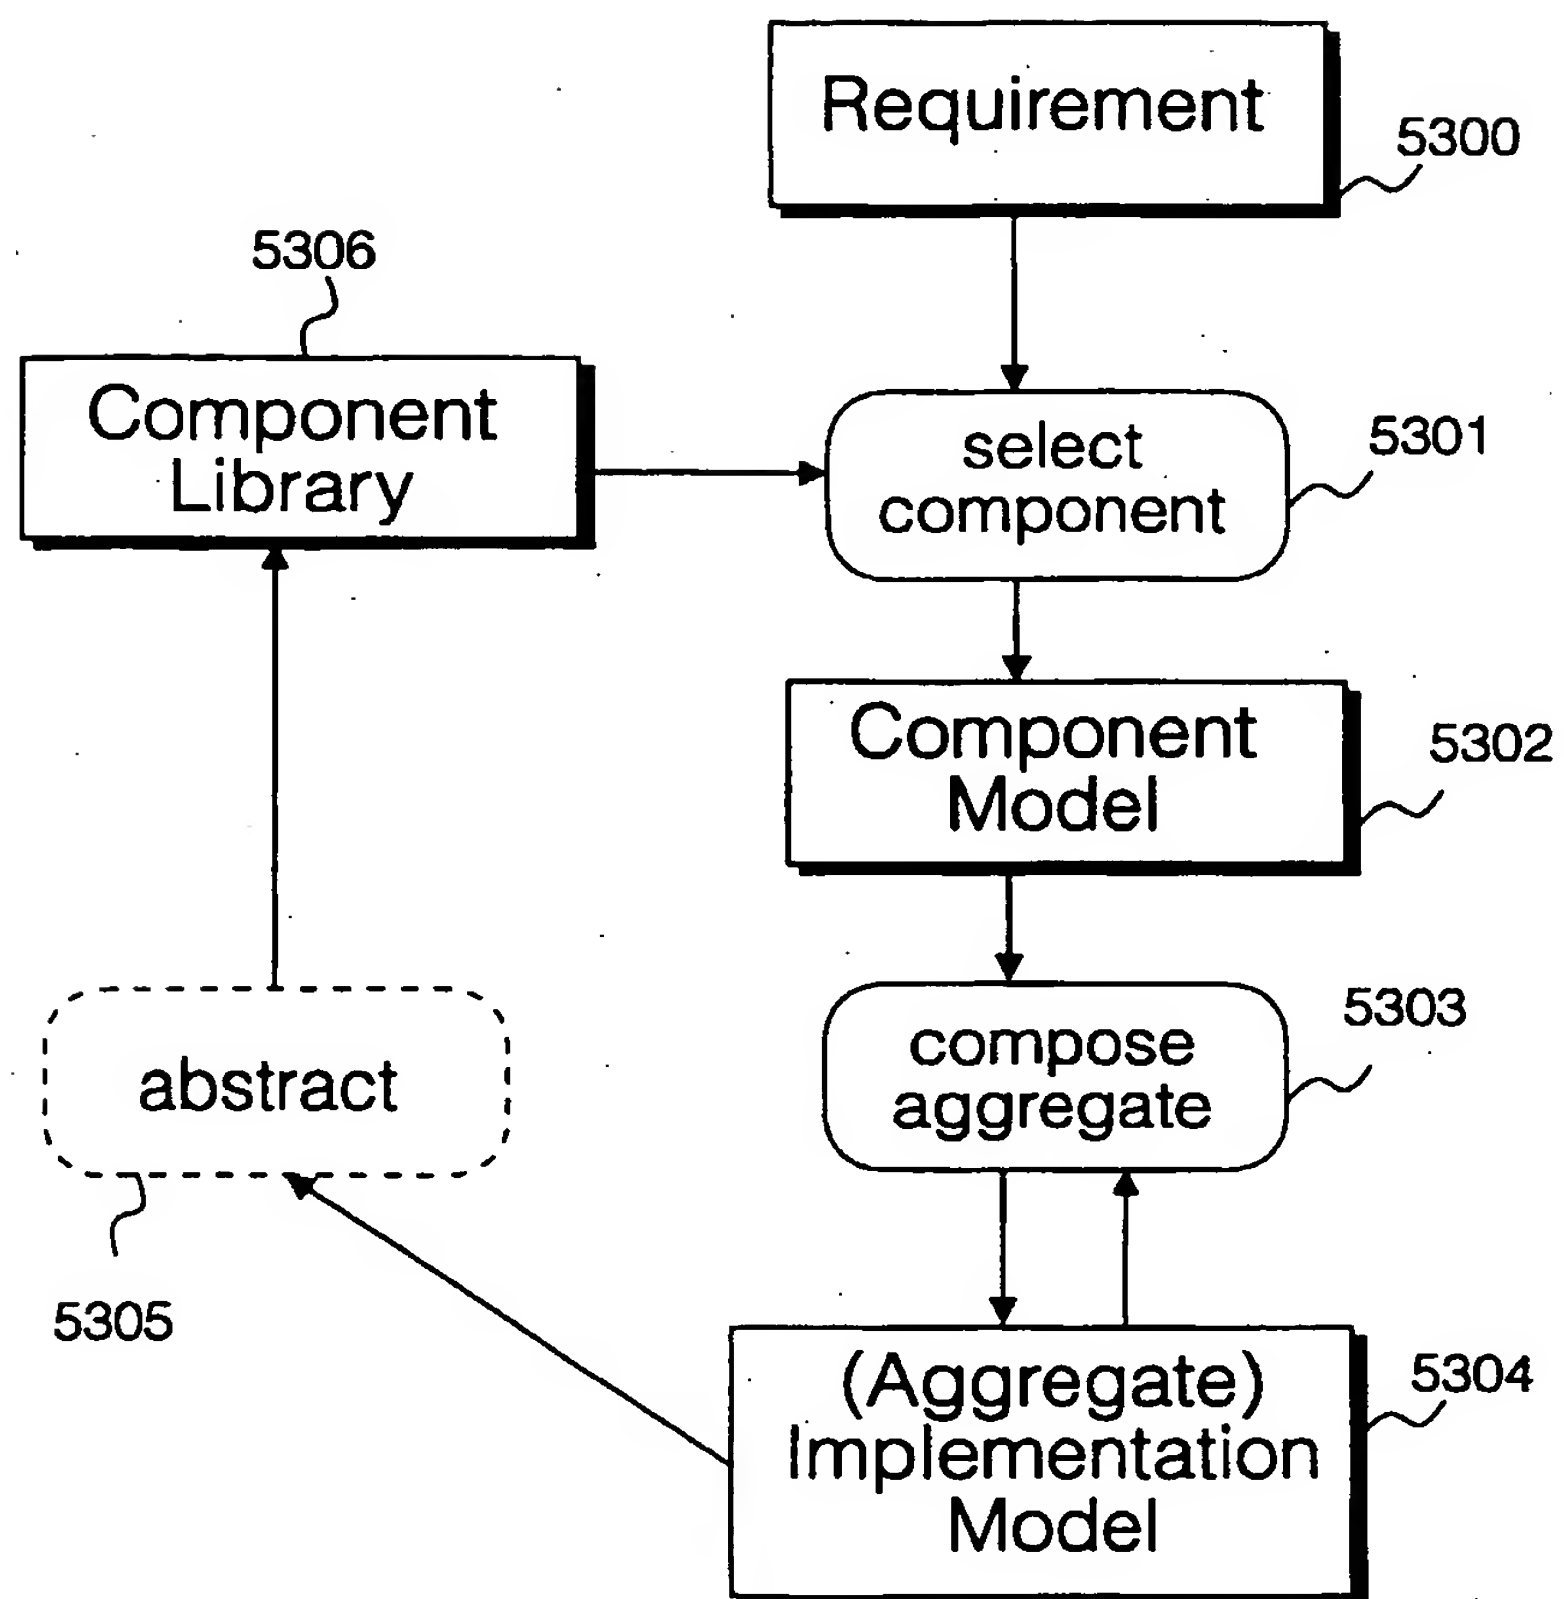 Requirement
5300
5306
Component
Library
select
component
5301
Component
Model
5302
compose
aggregate
5303
abstract
5305
(Aggregate)
Implementation
Model
5304